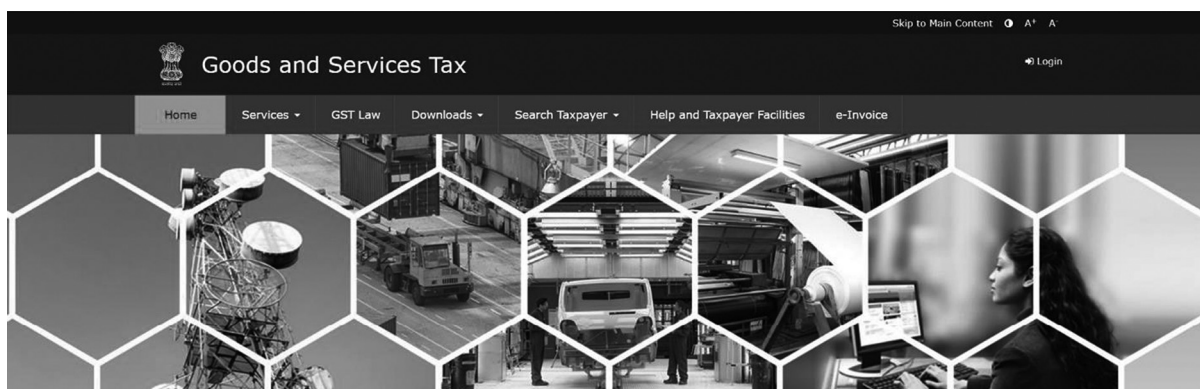 Skip to Main Content A+ A-
Goods and Services Tax
Login
Home Services GST Law Downloads Search Taxpayer Help and Taxpayer Facilities e-Invoice